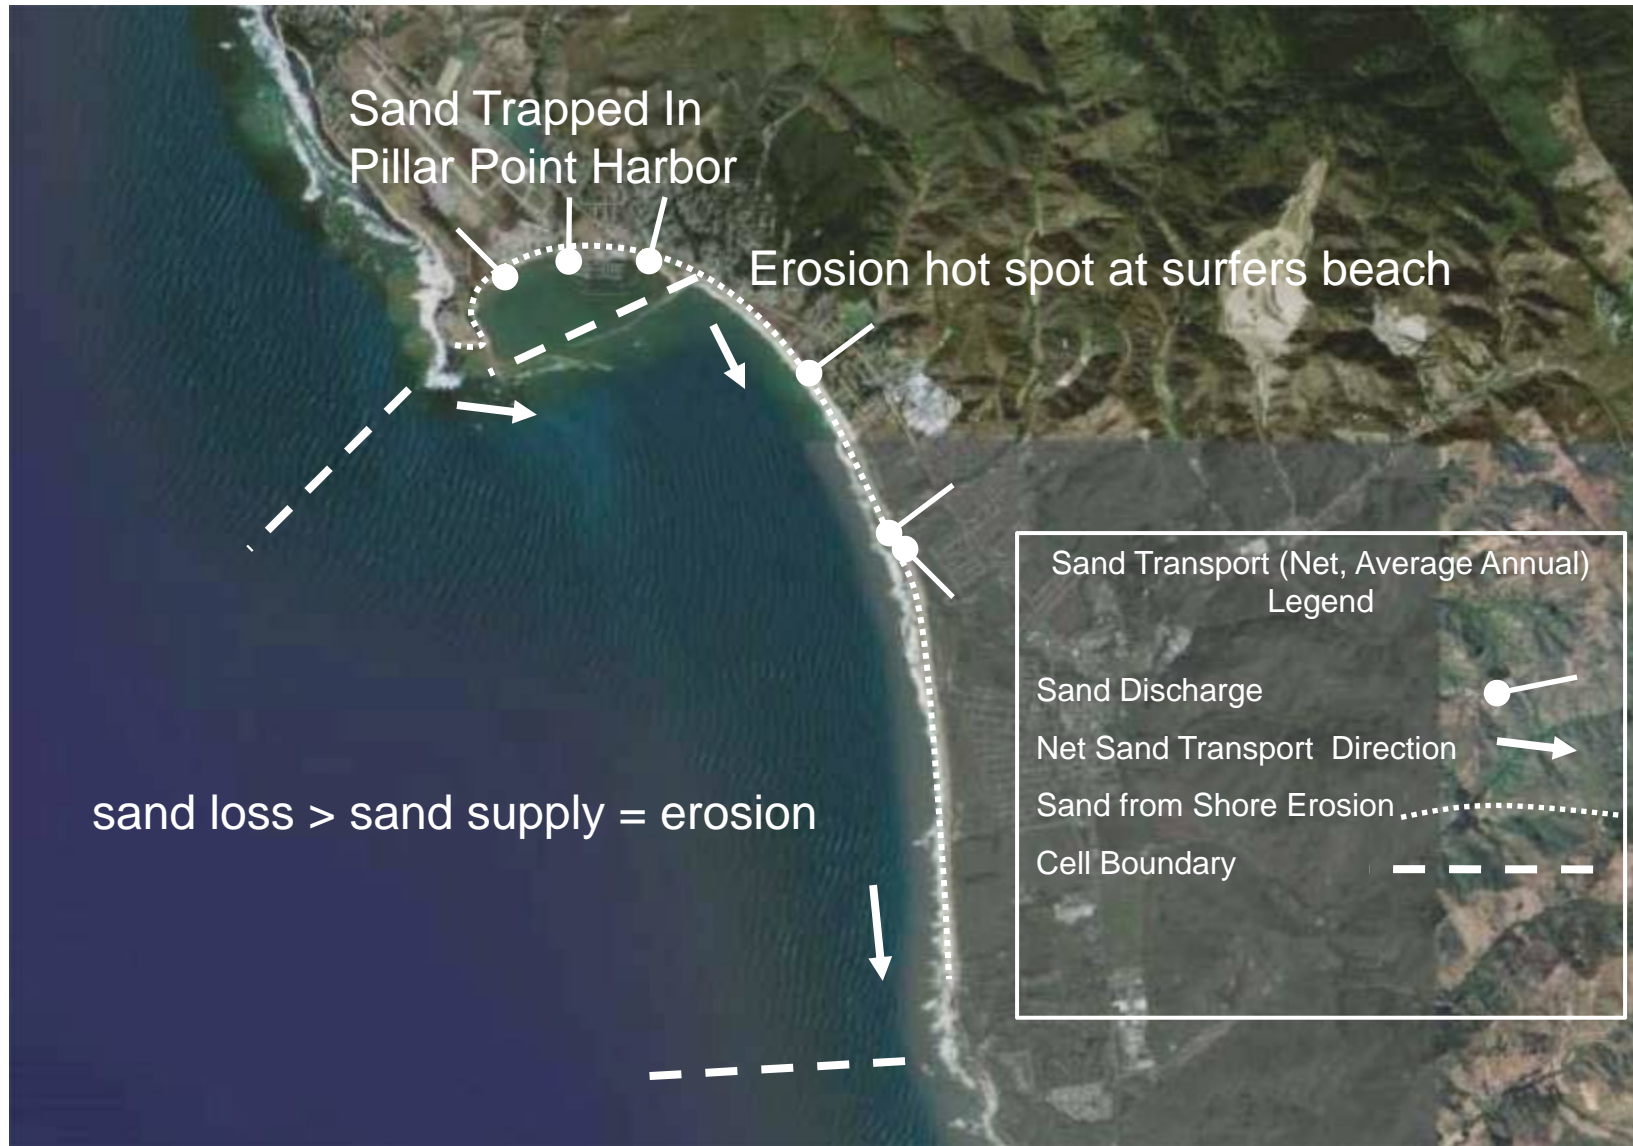 Sand Trapped In
Pillar Point Harbor
Erosion hot spot at surfers beach
Sand Transport (Net, Average Annual)
Legend
Sand Discharge
Net Sand Transport Direction
Sand from Shore Erosion
Cell Boundary
sand loss > sand supply = erosion